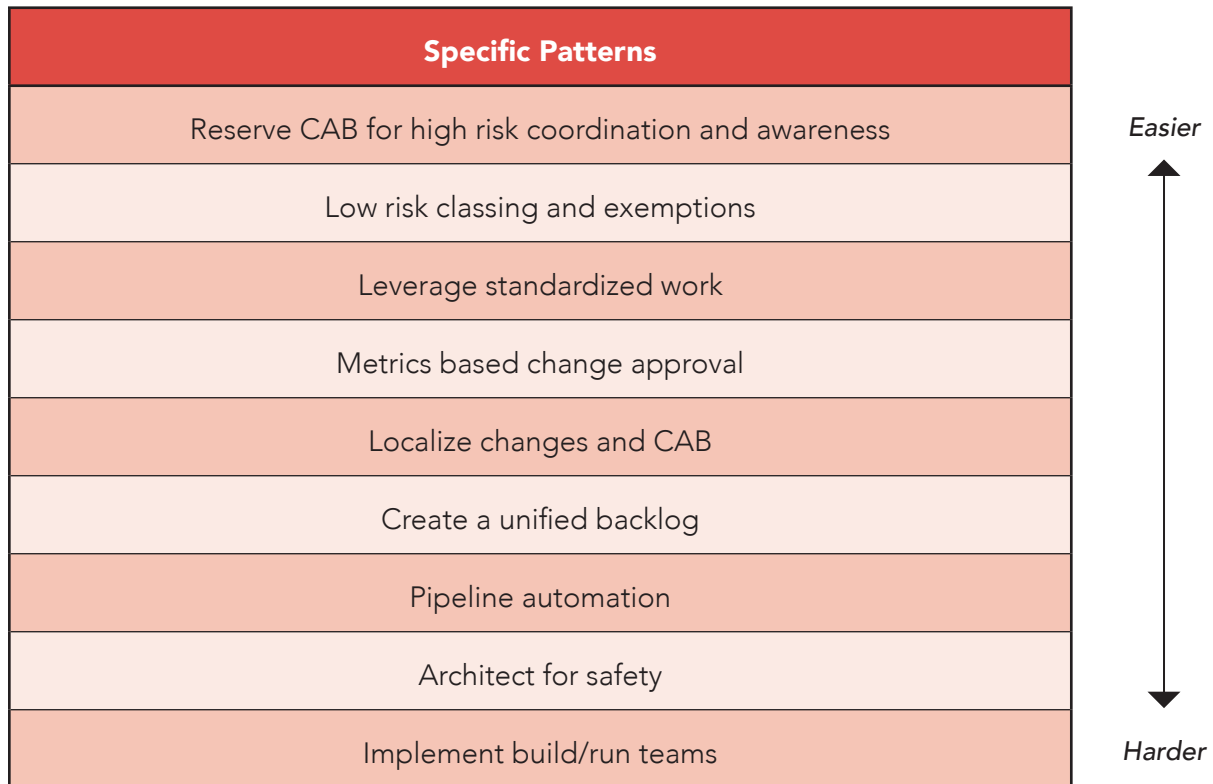 Specific Patterns
Reserve CAB for high risk coordination and awareness
Easier
Low risk classing and exemptions
Leverage standardized work
Metrics based change approval
Localize changes and CAB
Create a unified backlog
Pipeline automation
Architect for safety
Implement build/run teams
Harder